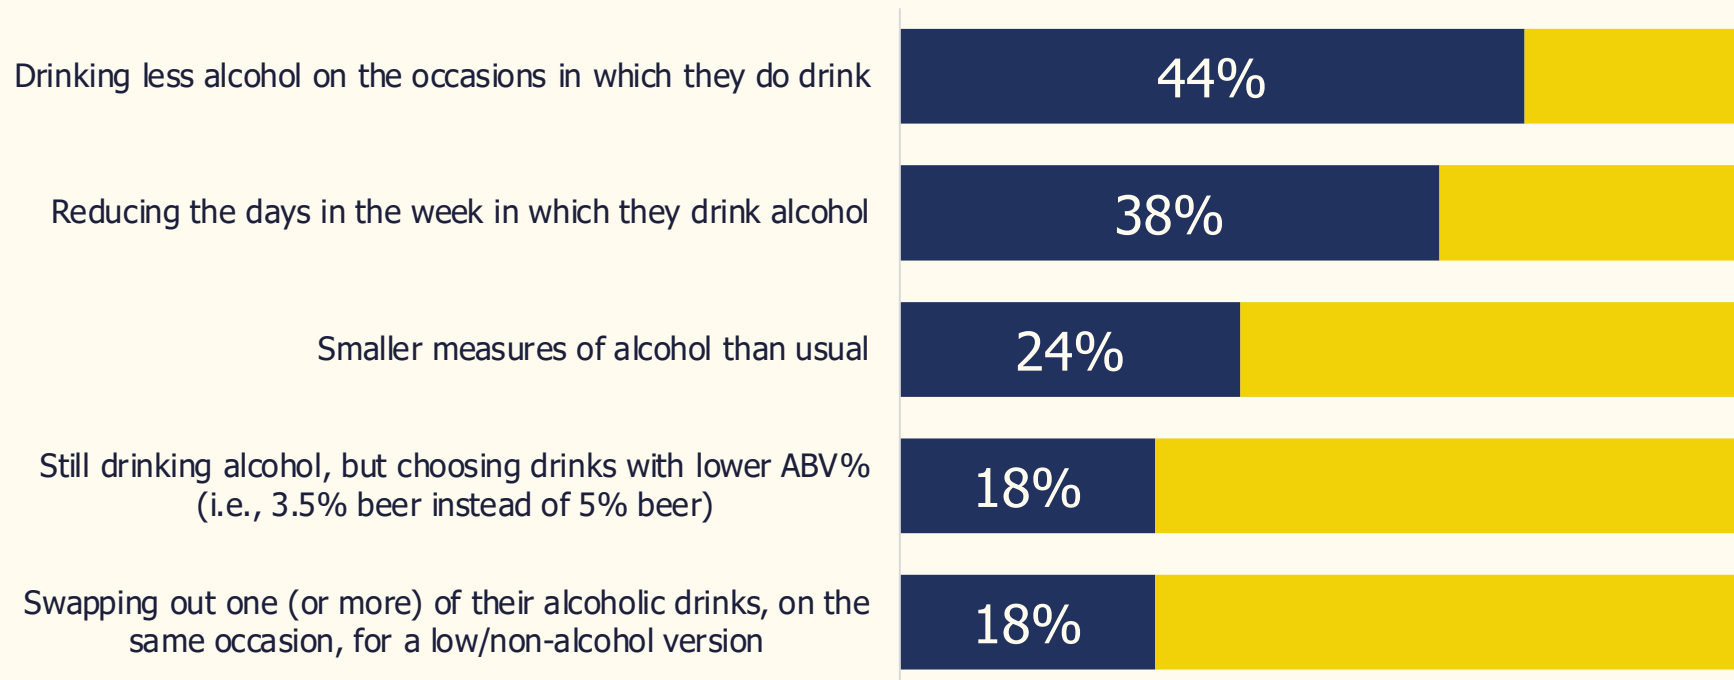 Drinking less alcohol on the occasions in which they do drink
44%
Reducing the days in the week in which they drink alcohol
38%
Smaller measures of alcohol than usual
24%
Still drinking alcohol, but choosing drinks with lower ABV%
(i.e., 3.5% beer instead of 5% beer)
18%
Swapping out one (or more) of their alcoholic drinks, on the
same occasion, for a low/non-alcohol version
18%